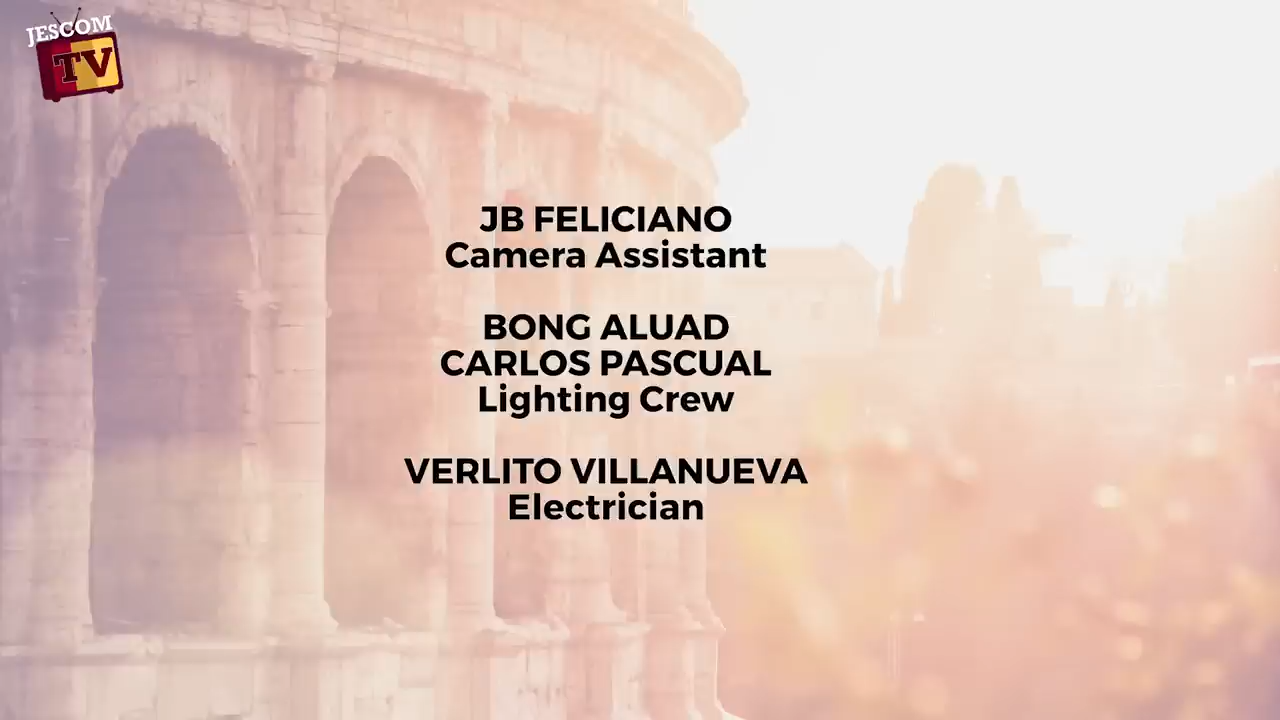 JESCOM
TV
JB FELICIANO
Camera Assistant
BONG ALUAD
CARLOS PASCUAL
Lighting Crew
VERLITO VILLANUEVA
Electrician